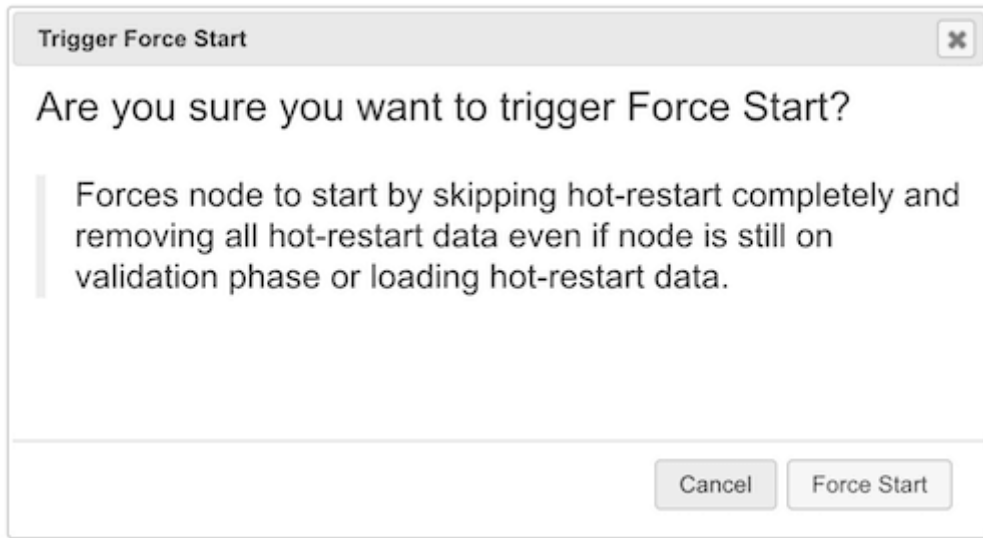 Trigger Force Start
Are you sure you want to trigger Force Start?
Forces node to start by skipping hot-restart completely and
removing all hot-restart data even if node is still on
validation phase or loading hot-restart data.
Cancel Force Start